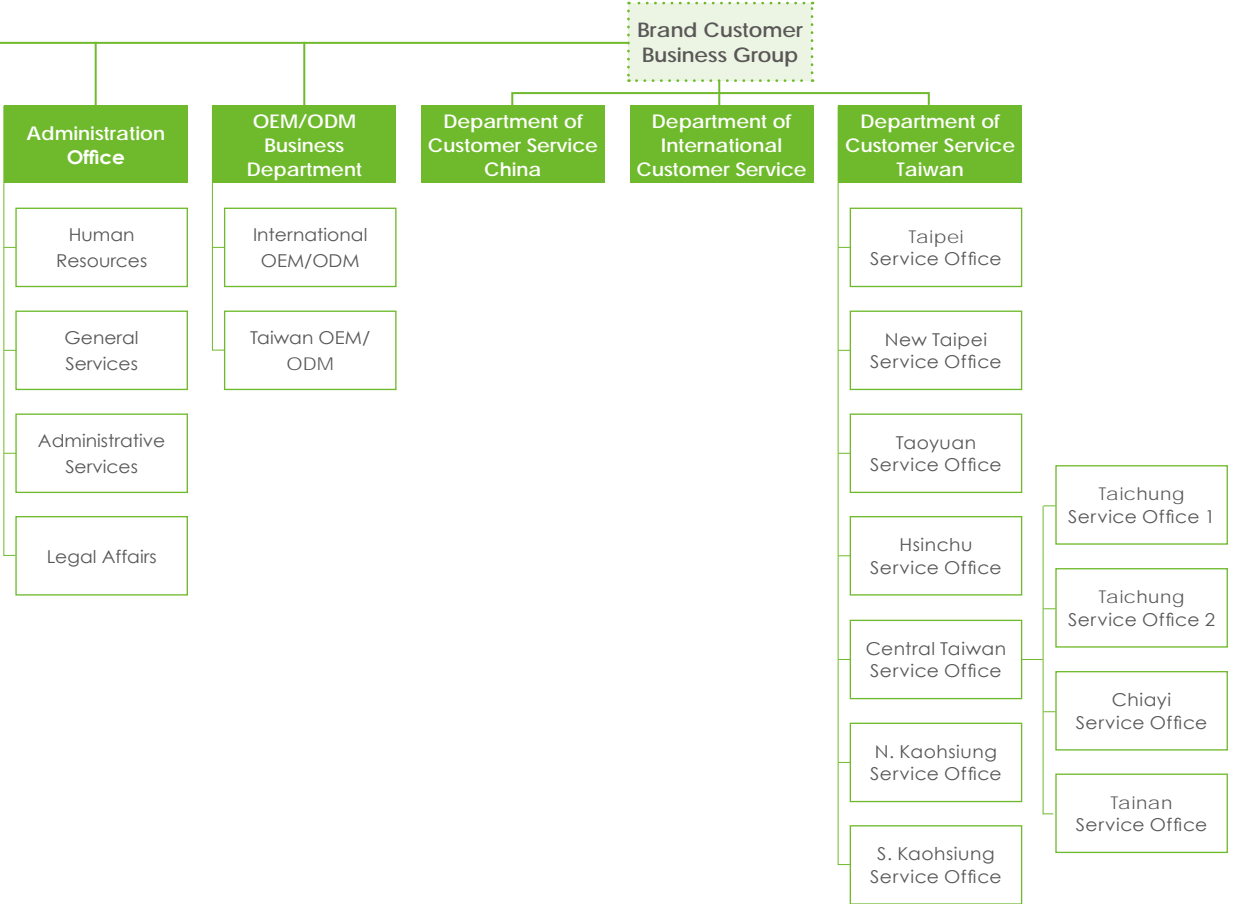 Brand Customer
Business Group
Administration
Office
OEM/ODM
Business
Department
Department of
Customer Service
China
Department of
International
Customer Service
Department of
Customer Service
Taiwan
Human
Resources
General
Services
Administrative
Services
Legal Affairs
International
OEM/ODM
Taiwan OEM/
ODM
Taipei
Service Office
New Taipei
Service Office
Taoyuan
Service Office
Hsinchu
Service Office
Central Taiwan
Service Office
N. Kaohsiung
Service Office
S. Kaohsiung
Service Office
Taichung
Service Office 1
Taichung
Service Office 2
Chiayi
Service Office
Tainan
Service Office